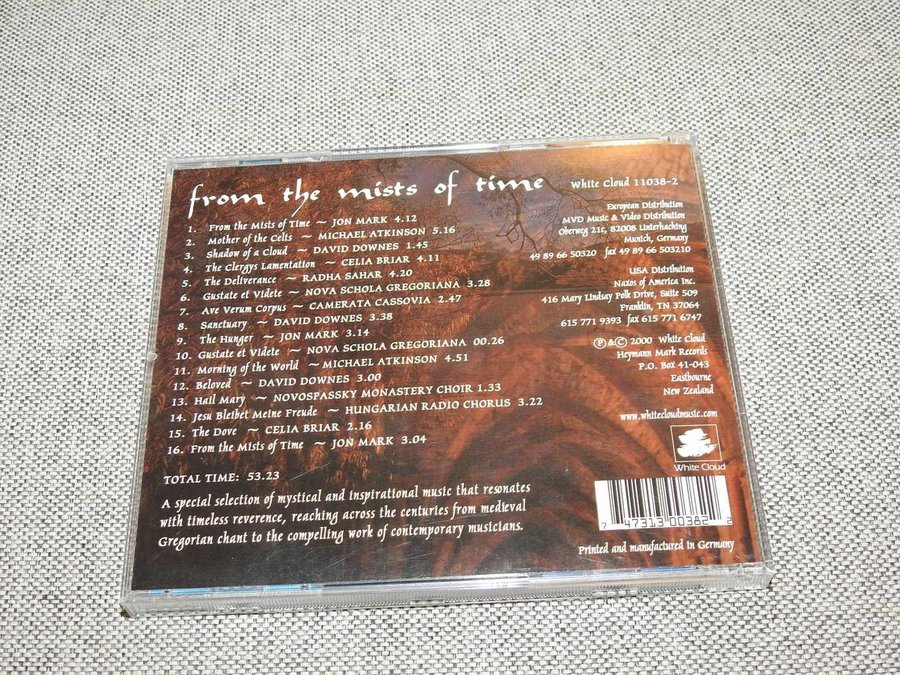 from the mists of time
White Cloud 11038-2
1. From the Mists of Time ~ JON MARK 4.12
2. Mother of the Celts ~ MICHAEL ATKINSON 5.16
3. Shadow of a Cloud ~ DAVID DOWNES 1.45
4. The Clergys Lamentation ~ CELIA BRIAR 4.11
5. The Deliverance ~ RADHA SAHAR 4.20
6. Gustate et Videte ~ NOVA SCHOLA GREGORIANA 3.28
7. Ave Verum Corpus ~ CAMERATA CASSOVIA 2.47
8. Sanctuary ~ DAVID DOWNES 3.38
9. The Hunger ~ JON MARK 3.14
10. Gustate et Videte ~ NOVA SCHOLA GREGORIANA 00.26
11. Morning of the World ~ MICHAEL ATKINSON 4.51
12. Beloved ~ DAVID DOWNES 3.00
13. Hail Mary ~ NOVOSPASSKY MONASTERY CHOIR 1.33
14. Jesu Bleibet Meine Freude ~ HUNGARIAN RADIO CHORUS 3.22
15. The Dove ~ CELIA BRIAR 2.16
16. From the Mists of Time ~ JON MARK 3.04
TOTAL TIME: 53.23
A special selection of mystical and inspirational music that resonates
with timeless reverence, reaching across the centuries from medieval
Gregorian chant to the compelling work of contemporary musicians.
European Distribution
MVD Music & Video Distribution
Oberweg 21c, 82008 Unterhaching
Munich, Germany
49 89 66 50320 fax 49 89 66 503210
USA Distribution
Naxos of America Inc.
416 Mary Lindsay Polk Drive, Suite 509
Franklin, TN 37064
615 771 9393 fax 615 771 6747
℗&© 2000 White Cloud
Heymann Mark Records
P.O. Box 41-043
Eastbourne
New Zealand
www.whitecloudmusic.com
White Cloud
7 47313 00382 2
Printed and manufactured in Germany